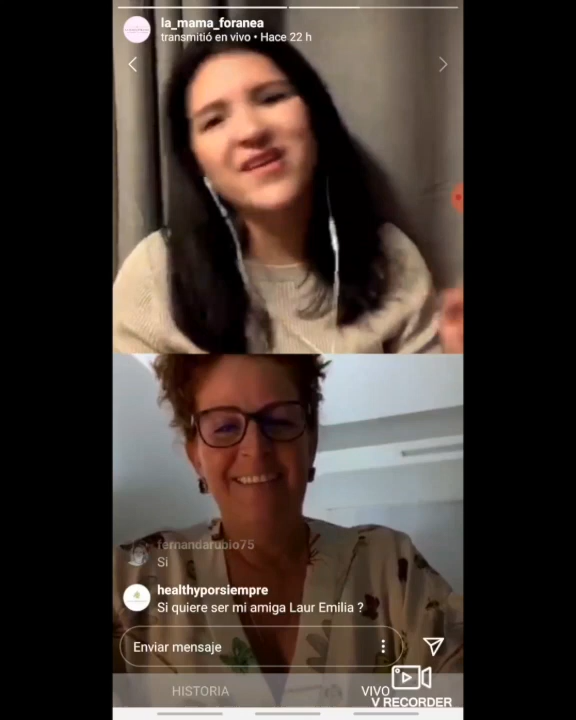 la_mama_foranea
transmitió en vivo • Hace 22 h
fernandarubio75
Si
healthyporsiempre
Si quiere ser mi amiga Laur Emilia ?
Enviar mensaje
HISTORIA
VIVO
V RECORDER